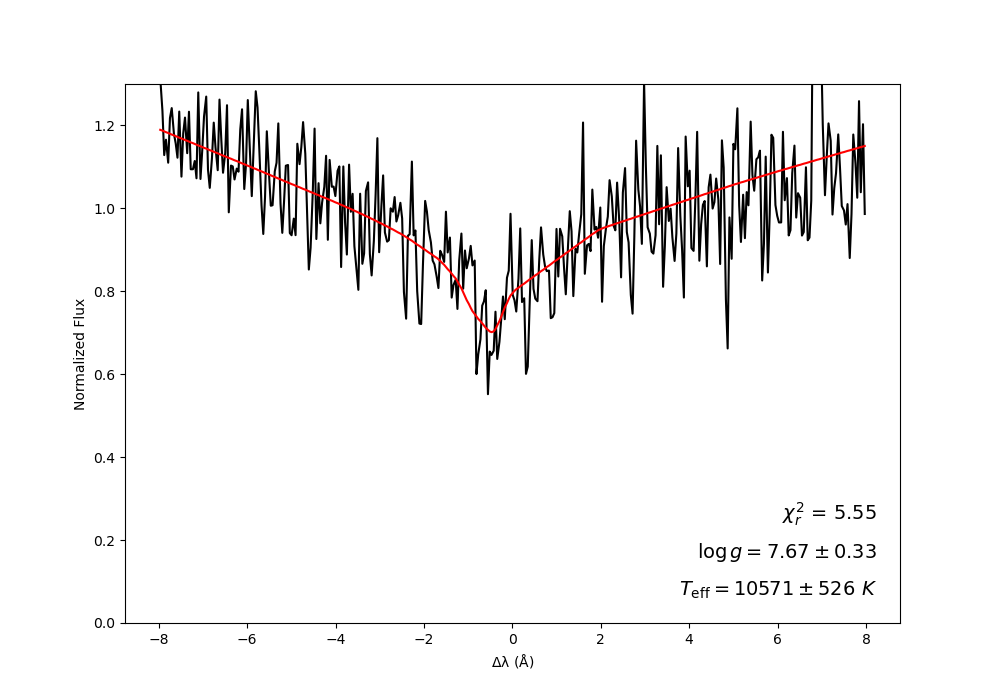 1.2
1.0
0.8
0.6
0.4
0.2
0.0
Normalized Flux
χ²ᵣ = 5.55
log g = 7.67 ± 0.33
T_eff = 10571 ± 526 K
−8 −6 −4 −2 0 2 4 6 8
Δλ (Å)